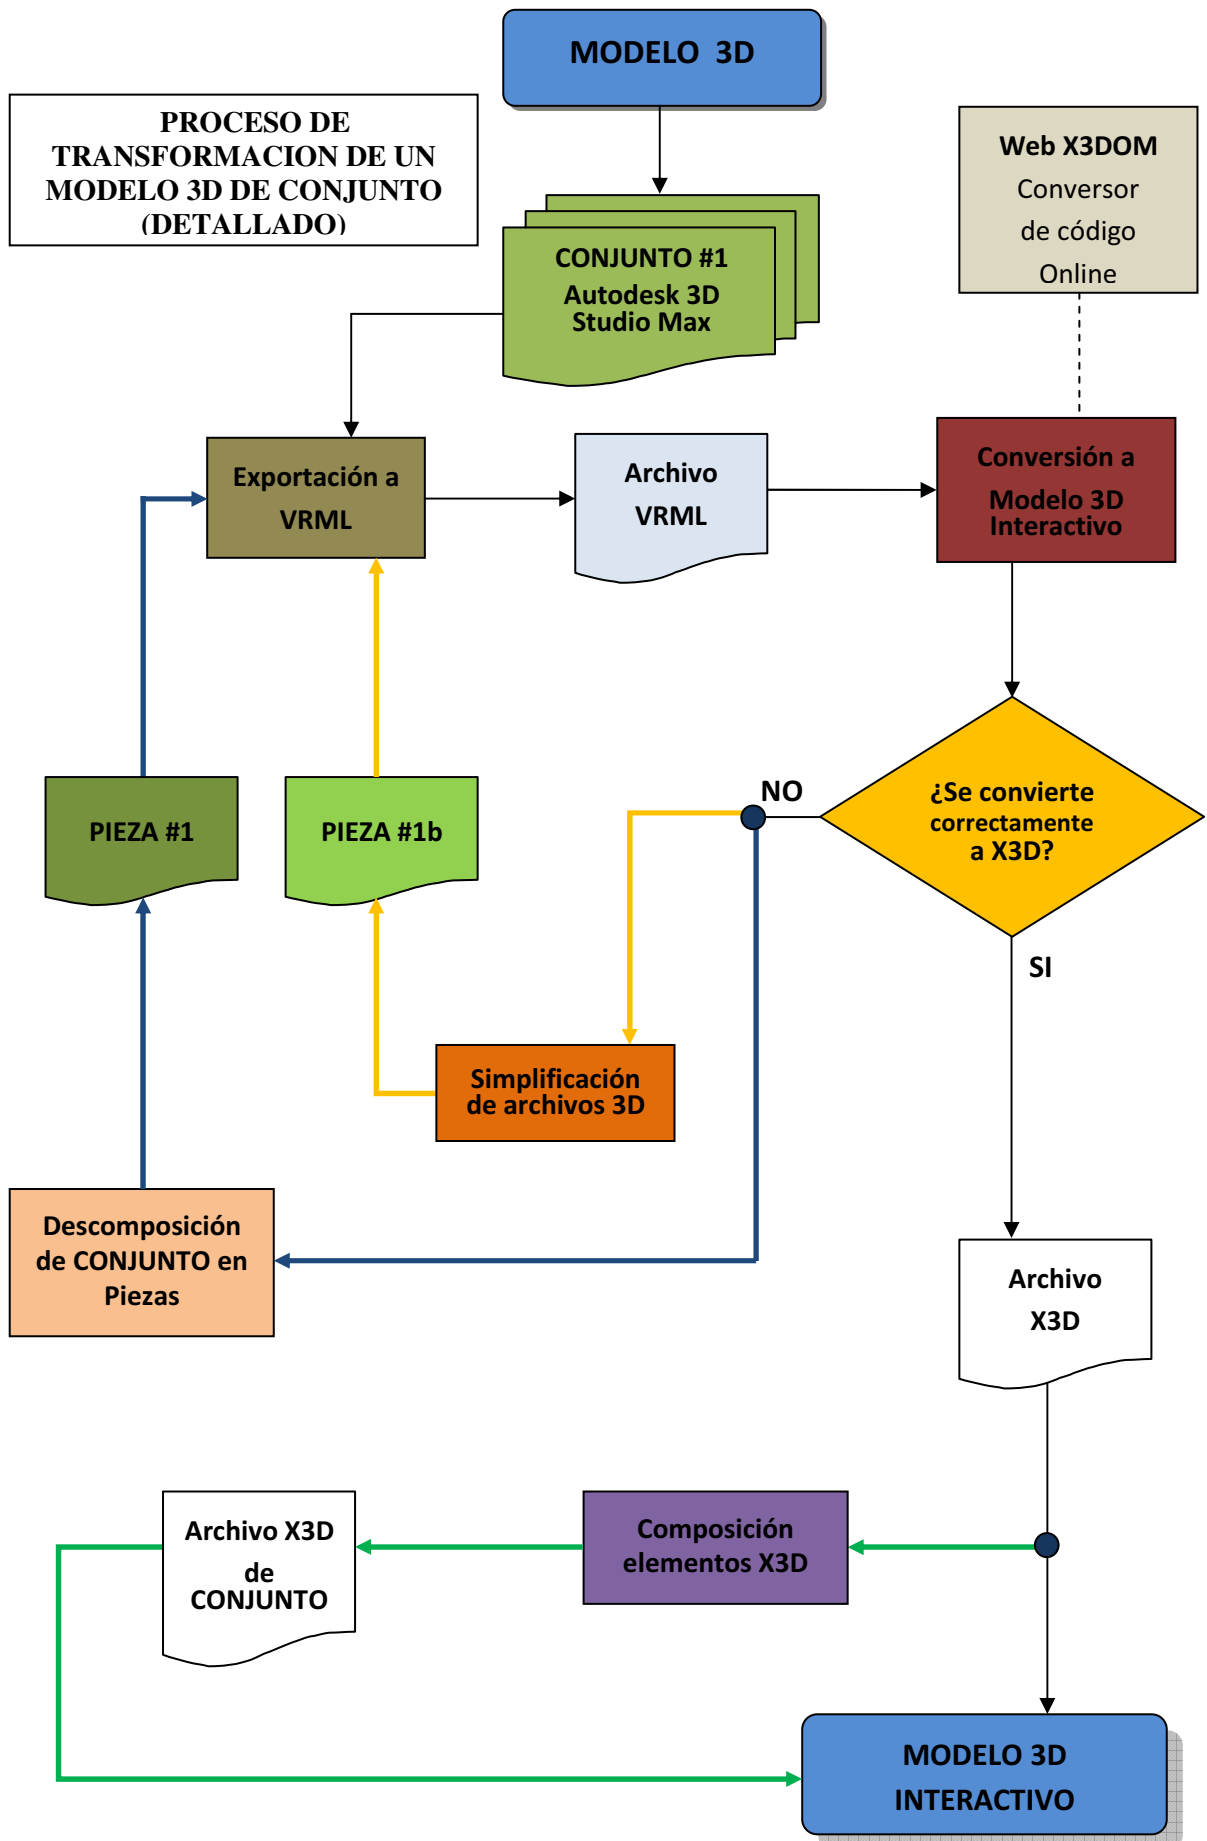 MODELO 3D
PROCESO DE
TRANSFORMACION DE UN
MODELO 3D DE CONJUNTO
(DETALLADO)
Web X3DOM
Conversor
de código
Online
CONJUNTO #1
Autodesk 3D
Studio Max
Exportación a
VRML
Archivo
VRML
Conversión a
Modelo 3D
Interactivo
¿Se convierte
correctamente
a X3D?
NO
SI
PIEZA #1
PIEZA #1b
Simplificación
de archivos 3D
Descomposición
de CONJUNTO en
Piezas
Archivo
X3D
Archivo X3D
de
CONJUNTO
Composición
elementos X3D
MODELO 3D
INTERACTIVO